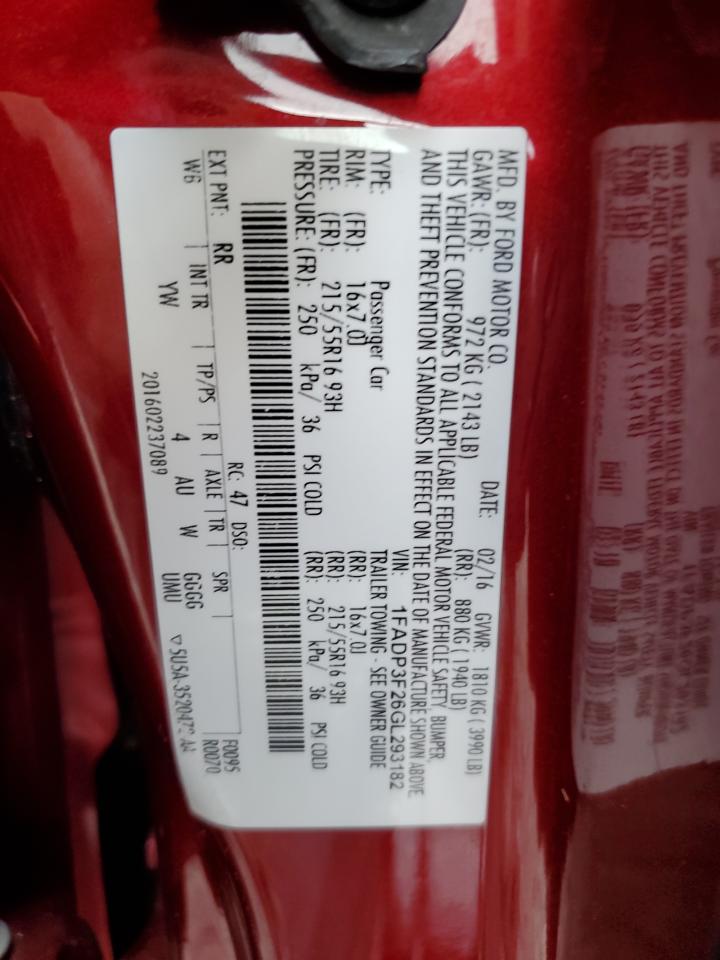 MFD. BY FORD MOTOR CO.
DATE: 02/16 GVWR: 1810 KG ( 3990 LB)
GAWR: (FR): 972 KG ( 2143 LB) (RR): 880 KG ( 1940 LB)
THIS VEHICLE CONFORMS TO ALL APPLICABLE FEDERAL MOTOR VEHICLE SAFETY, BUMPER,
AND THEFT PREVENTION STANDARDS IN EFFECT ON THE DATE OF MANUFACTURE SHOWN ABOVE
VIN: 1FADP3F26GL293182
TYPE: Passenger Car TRAILER TOWING - SEE OWNER GUIDE
RIM: (FR): 16x7.0J (RR): 16x7.0J
TIRE: (FR): 215/55R16 93H (RR): 215/55R16 93H
PRESSURE: (FR): 250 kPa/ 36 PSI COLD (RR): 250 kPa/ 36 PSI COLD
F0095
R0070
EXT PNT: RR RC: 47 DSO:
WB INT TR TP/PS R AXLE TR SPR
YW 4 AU W GGGG
UMU
201602237089